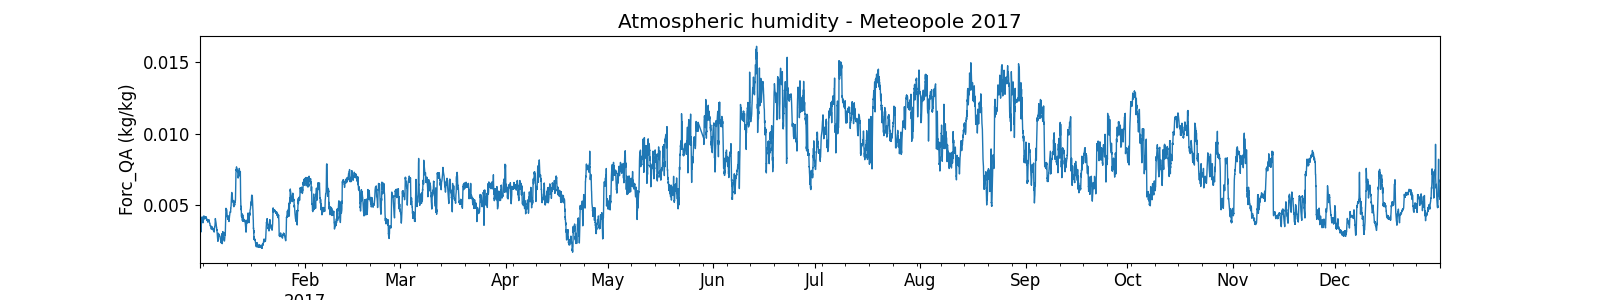 Atmospheric humidity - Meteopole 2017
0.015
0.010
0.005
Forc_QA (kg/kg)
Feb Mar Apr May Jun Jul Aug Sep Oct Nov Dec
2017